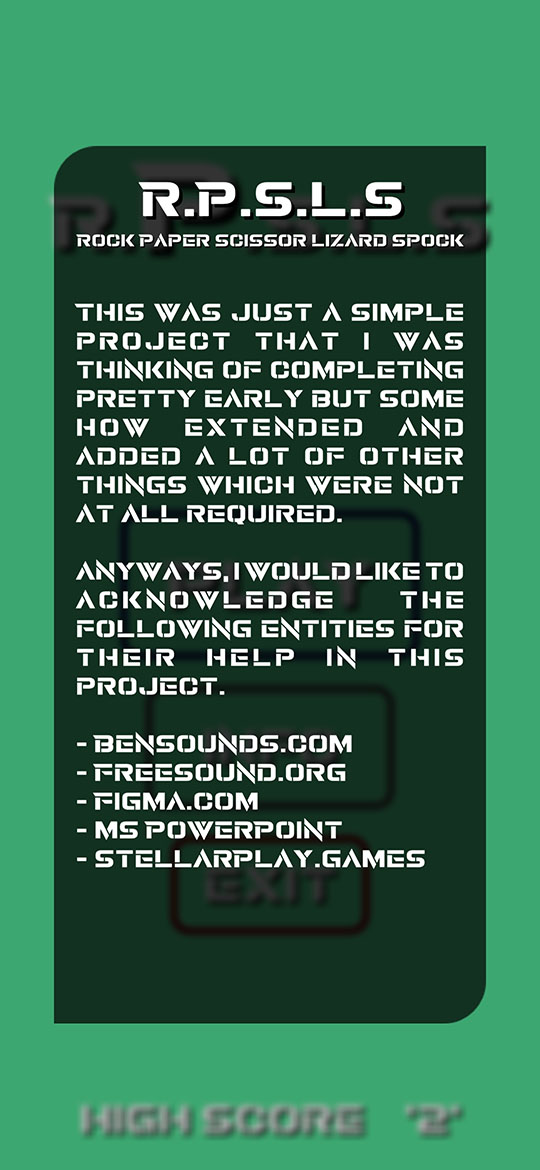 R.P.S.L.S
ROCK PAPER SCISSOR LIZARD SPOCK
THIS WAS JUST A SIMPLE
PROJECT THAT I WAS
THINKING OF COMPLETING
PRETTY EARLY BUT SOME
HOW EXTENDED AND
ADDED A LOT OF OTHER
THINGS WHICH WERE NOT
AT ALL REQUIRED.
ANYWAYS, I WOULD LIKE TO
ACKNOWLEDGE THE
FOLLOWING ENTITIES FOR
THEIR HELP IN THIS
PROJECT.
- BENSOUNDS.COM
- FREESOUND.ORG
- FIGMA.COM
- MS POWERPOINT
- STELLARPLAY.GAMES
EXIT
HIGH SCORE '2'